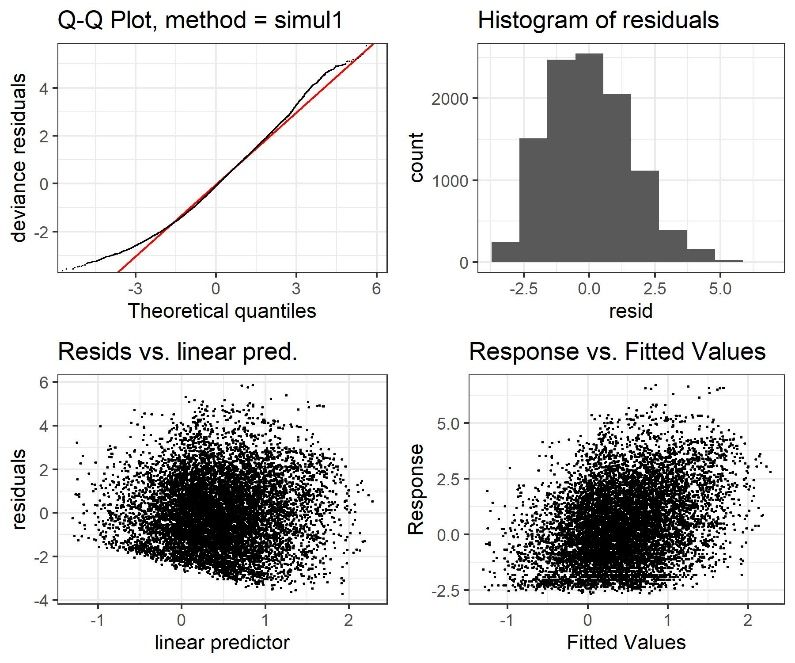 Q-Q Plot, method = simul1
deviance residuals
4
2
0
-2
-3
0
3
6
Theoretical quantiles
Histogram of residuals
count
2000
1000
0
-2.5
0.0
2.5
5.0
resid
Resids vs. linear pred.
residuals
6
4
2
0
-2
-4
-1
0
1
2
linear predictor
Response vs. Fitted Values
Response
5.0
2.5
0.0
-2.5
-1
0
1
2
Fitted Values